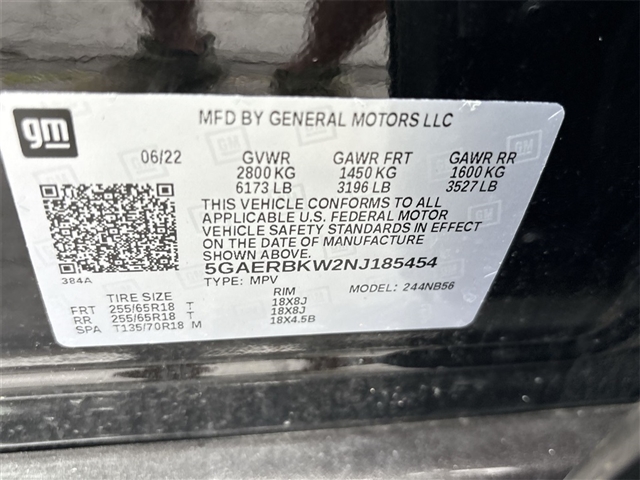 gm
MFD BY GENERAL MOTORS LLC
06/22 GVWR GAWR FRT GAWR RR
2800 KG 1450 KG 1600 KG
6173 LB 3196 LB 3527 LB
THIS VEHICLE CONFORMS TO ALL
APPLICABLE U.S. FEDERAL MOTOR
VEHICLE SAFETY STANDARDS IN EFFECT
ON THE DATE OF MANUFACTURE
SHOWN ABOVE.
5GAERBKW2NJ185454
384A
TYPE: MPV MODEL: 244NB56
TIRE SIZE RIM
FRT 255/65R18 T 18X8J
RR 255/65R18 T 18X8J
SPA T135/70R18 M 18X4.5B